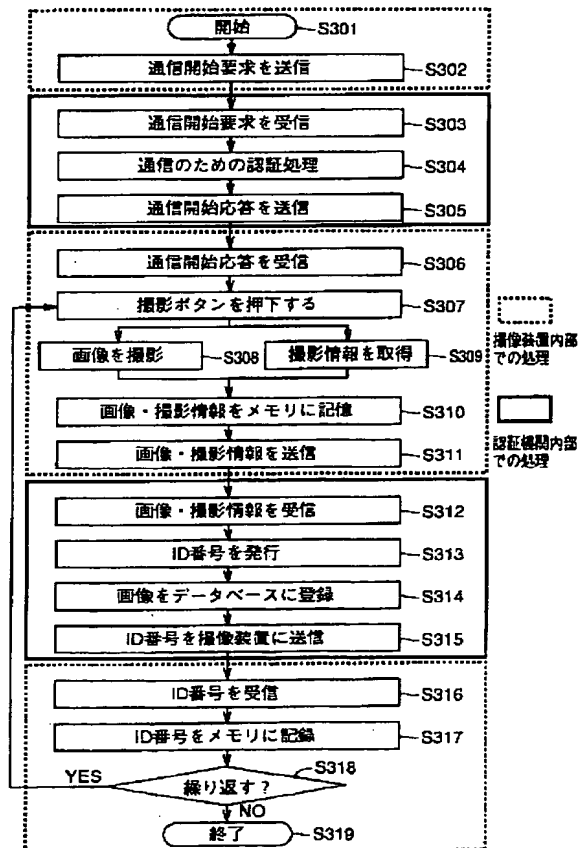 開始
S301
通信開始要求を送信
S302
通信開始要求を受信
S303
通信のための認証処理
S304
通信開始応答を送信
S305
通信開始応答を受信
S306
撮影ボタンを押下する
S307
画像を撮影
S308
撮影情報を取得
S309
画像・撮影情報をメモリに記憶
S310
画像・撮影情報を送信
S311
撮像装置内部
での処理
認証機関内部
での処理
画像・撮影情報を受信
S312
ID番号を発行
S313
画像をデータベースに登録
S314
ID番号を撮像装置に送信
S315
ID番号を受信
S316
ID番号をメモリに記録
S317
S318
YES
繰り返す？
NO
終了
S319